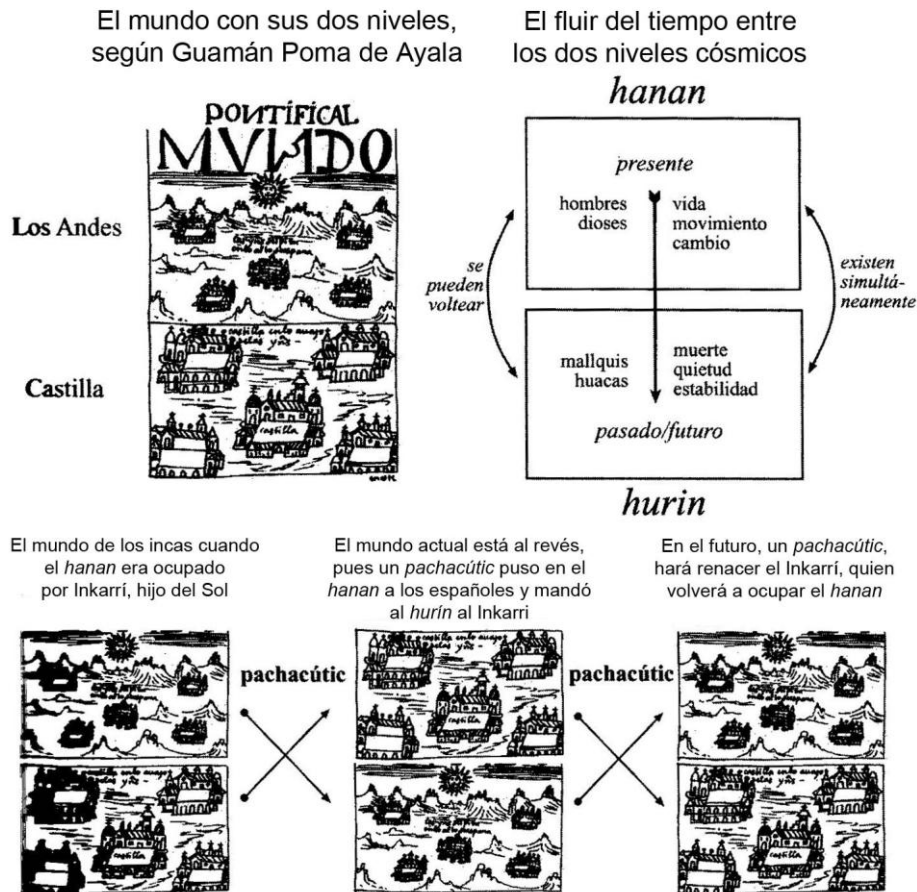 El mundo con sus dos niveles,
según Guamán Poma de Ayala
El fluir del tiempo entre
los dos niveles cósmicos
PONTIFICAL
MVNDO
Los Andes
Castilla
castilla
hanan
presente
hombres
dioses
vida
movimiento
cambio
se
pueden
voltear
existen
simultá-
neamente
mallquis
huacas
muerte
quietud
estabilidad
pasado/futuro
hurin
El mundo de los incas cuando
el hanan era ocupado
por Inkarrí, hijo del Sol
El mundo actual está al revés,
pues un pachacútic puso en el
hanan a los españoles y mandó
al hurín al Inkarri
En el futuro, un pachacútic,
hará renacer el Inkarrí, quien
volverá a ocupar el hanan
pachacútic
pachacútic
castilla
castilla
castilla